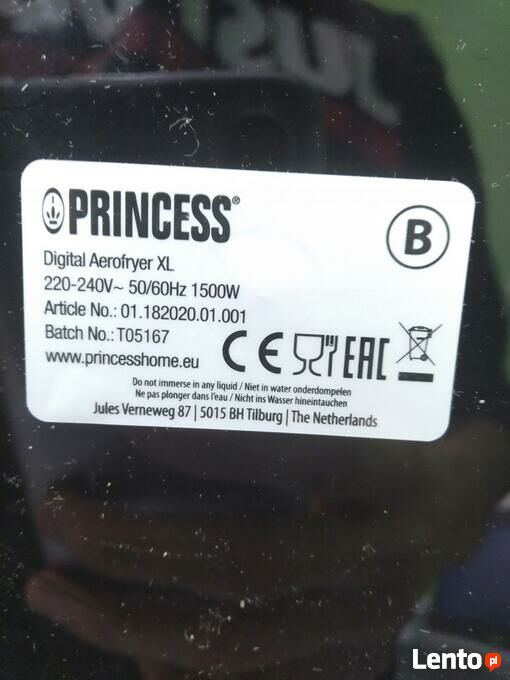 PRINCESS®
B
Digital Aerofryer XL
220-240V~ 50/60Hz 1500W
Article No.: 01.182020.01.001
Batch No.: T05167
www.princesshome.eu
CE EAC
Do not immerse in any liquid / Niet in water onderdompelen
Ne pas plonger dans l'eau / Nicht ins Wasser hineintauchen
Jules Verneweg 87 | 5015 BH Tilburg | The Netherlands
Lento pl